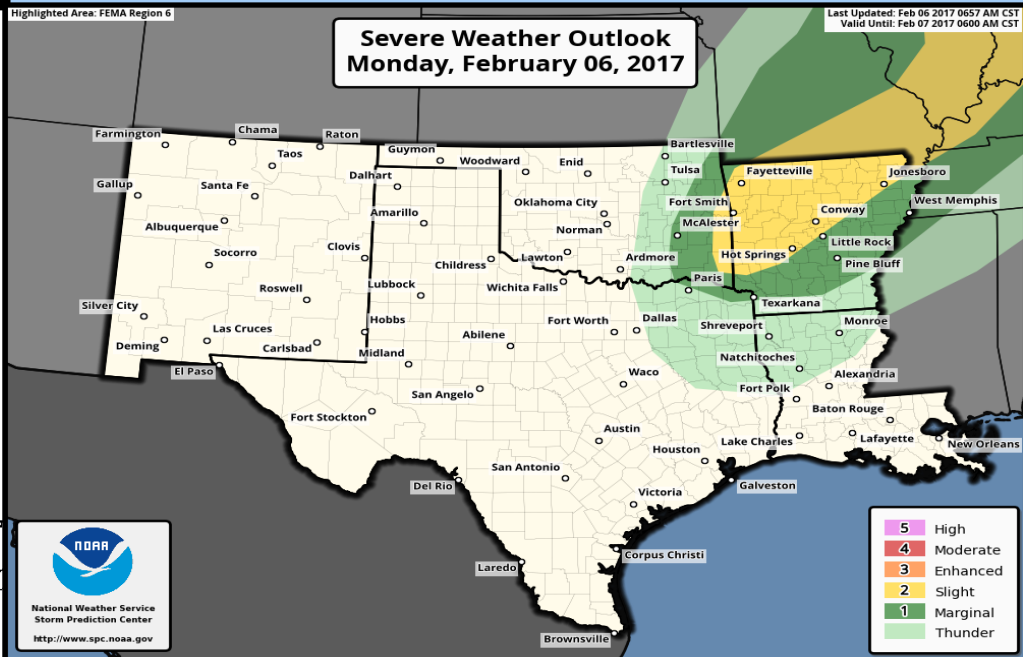 Highlighted Area: FEMA Region 6
Last Updated: Feb 06 2017 0657 AM CST
Valid Until: Feb 07 2017 0600 AM CST
Severe Weather Outlook
Monday, February 06, 2017
Farmington
Chama
Raton
Taos
Guymon
Woodward
Enid
Bartlesville
Gallup
Santa Fe
Dalhart
Tulsa
Fayetteville
Jonesboro
Albuquerque
Amarillo
Oklahoma City
Fort Smith
Conway
West Memphis
Norman
McAlester
Socorro
Clovis
Childress
Lawton
Ardmore
Hot Springs
Little Rock
Pine Bluff
Roswell
Lubbock
Wichita Falls
Paris
Texarkana
Silver City
Las Cruces
Hobbs
Abilene
Fort Worth
Dallas
Shreveport
Monroe
Deming
Carlsbad
Midland
Natchitoches
El Paso
San Angelo
Waco
Fort Polk
Alexandria
Fort Stockton
Austin
Baton Rouge
Houston
Lake Charles
Lafayette
New Orleans
San Antonio
Del Rio
Victoria
Galveston
Corpus Christi
Laredo
Brownsville
NOAA
National Weather Service
Storm Prediction Center
http://www.spc.noaa.gov
5 High
4 Moderate
3 Enhanced
2 Slight
1 Marginal
Thunder